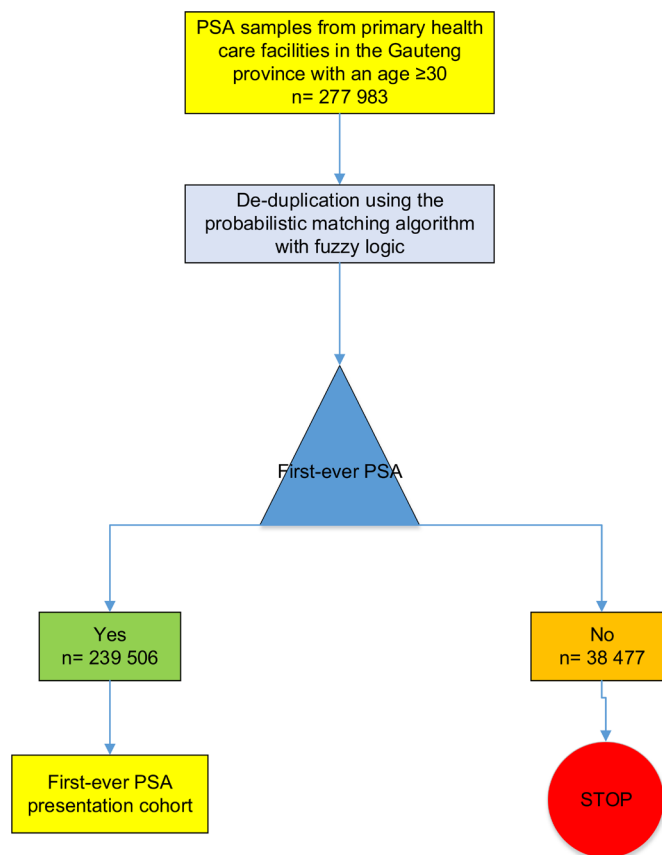 PSA samples from primary health
care facilities in the Gauteng
province with an age ≥30
n= 277 983
De-duplication using the
probabilistic matching algorithm
with fuzzy logic
First-ever PSA
Yes
n= 239 506
No
n= 38 477
First-ever PSA
presentation cohort
STOP